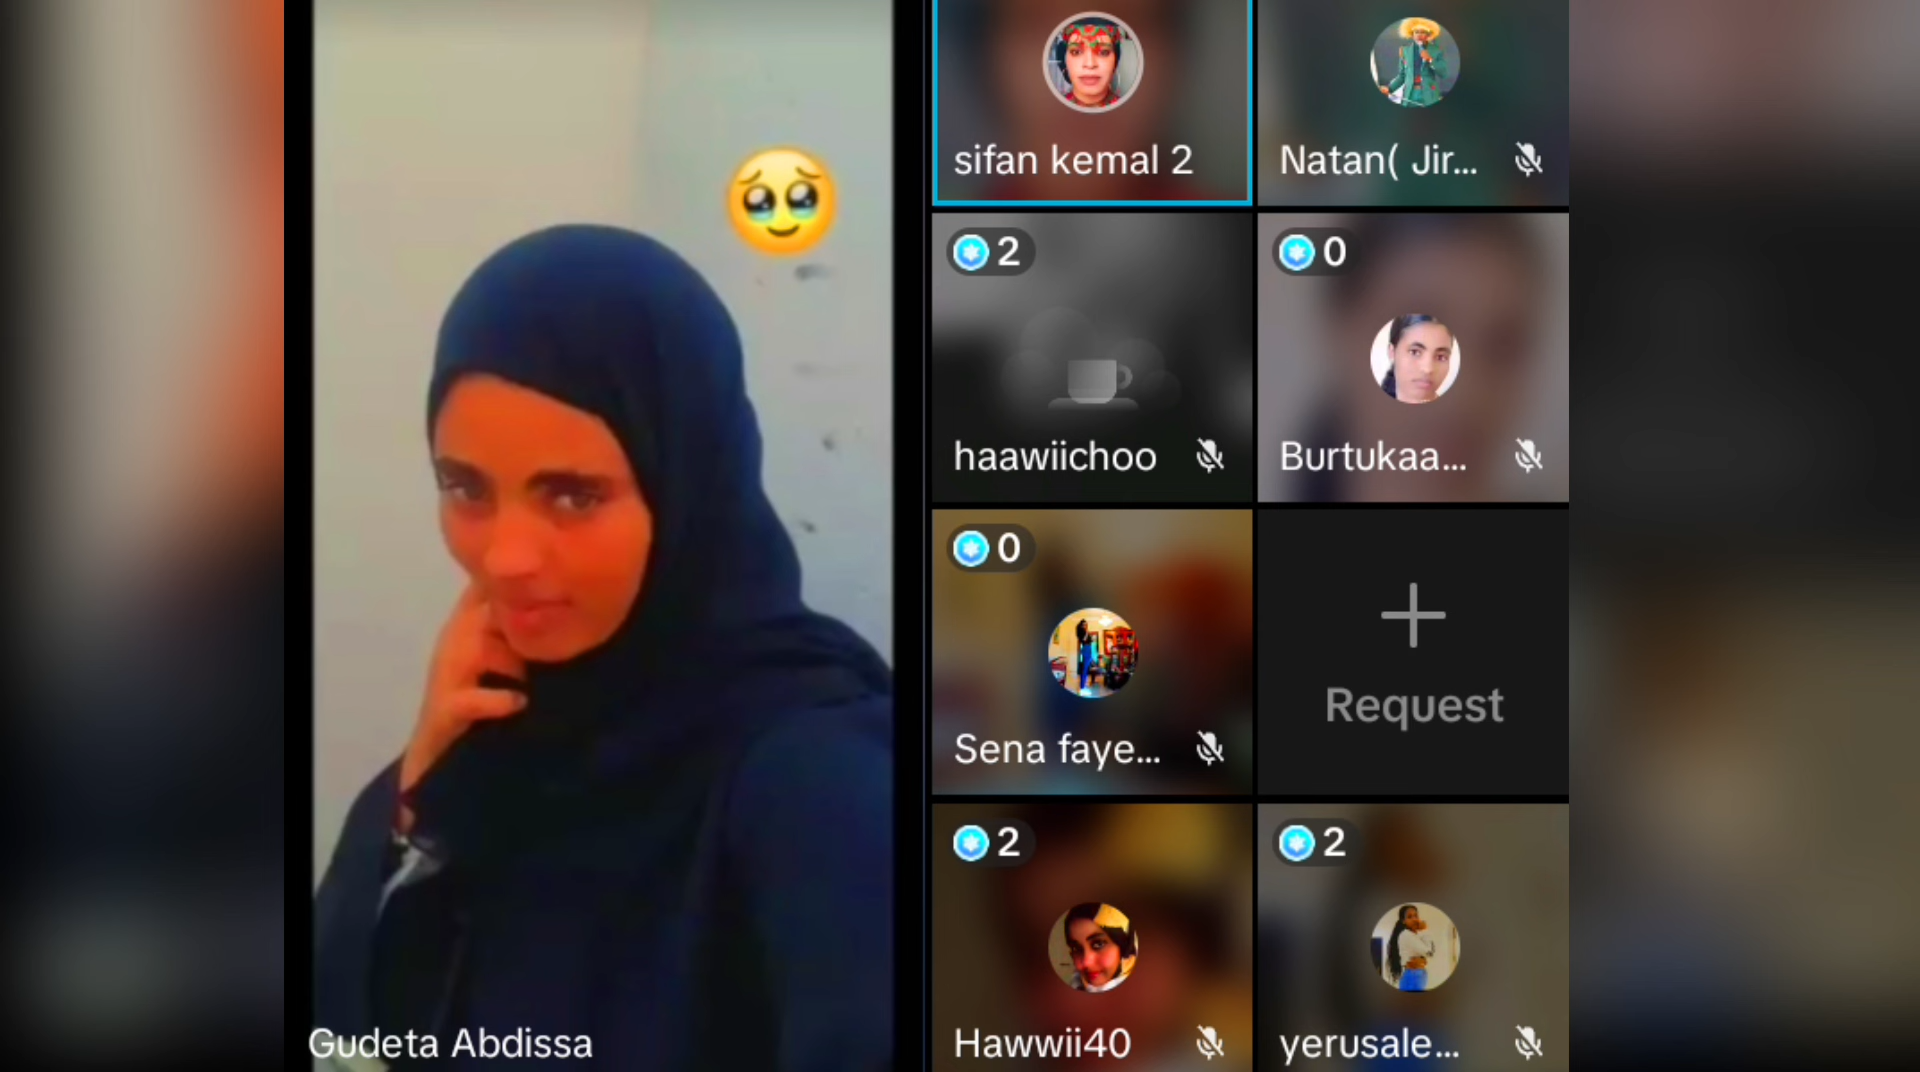 sifan kemal 2
Natan( Jir...
2
0
haawiichoo
Burtukaa...
0
Sena faye...
Request
2
2
Gudeta Abdissa
Hawwii40
yerusale...